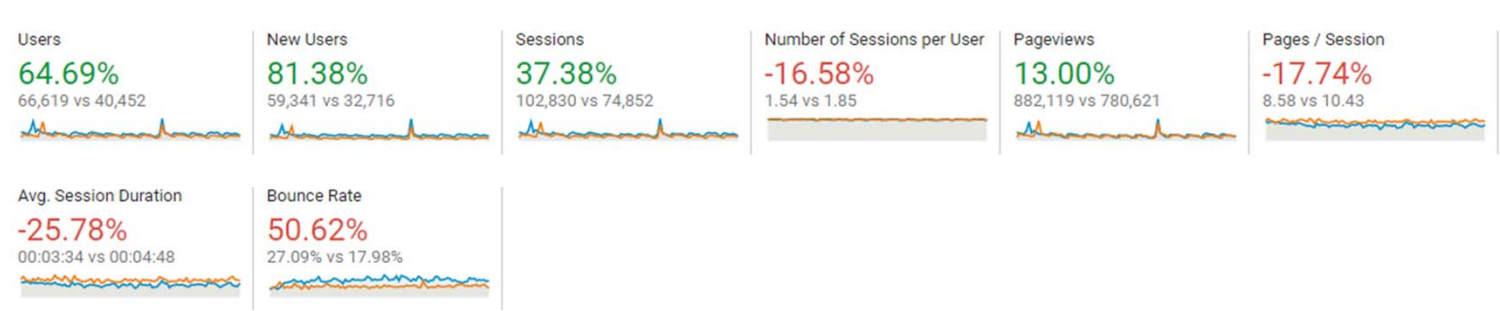 Users
64.69%
66,619 vs 40,452
New Users
81.38%
59,341 vs 32,716
Sessions
37.38%
102,830 vs 74,852
Number of Sessions per User
-16.58%
1.54 vs 1.85
Pageviews
13.00%
882,119 vs 780,621
Pages / Session
-17.74%
8.58 vs 10.43
Avg. Session Duration
-25.78%
00:03:34 vs 00:04:48
Bounce Rate
50.62%
27.09% vs 17.98%